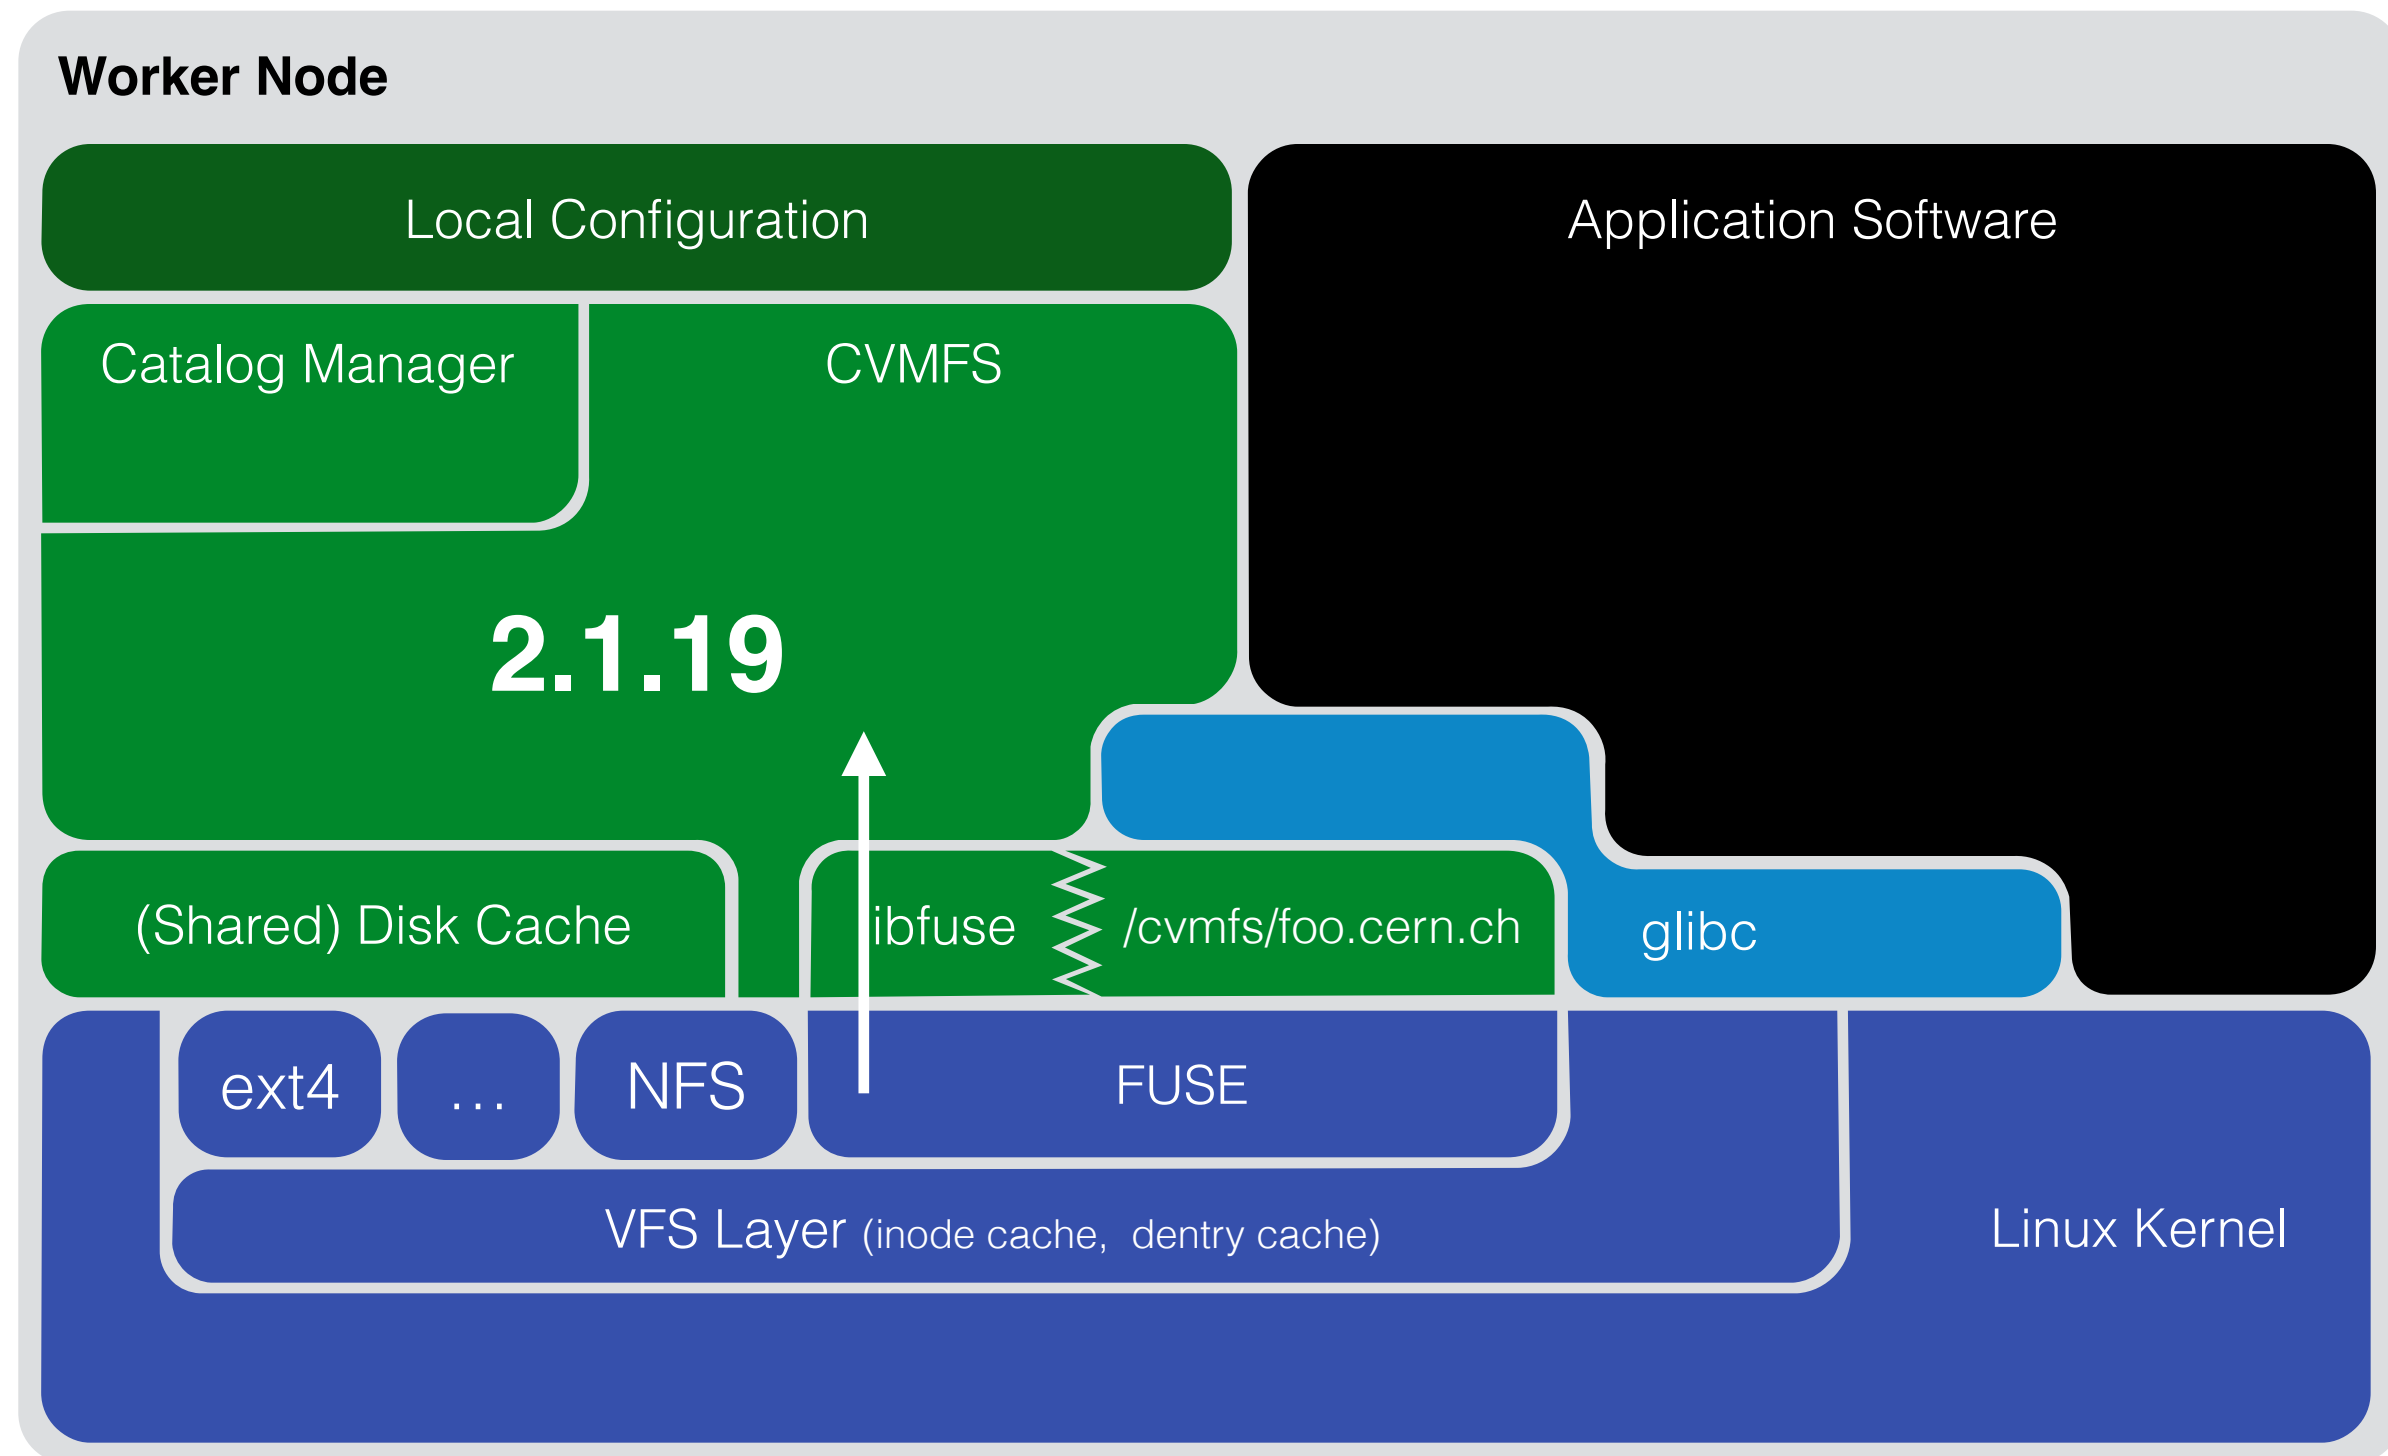 Worker Node
Local Configuration
Application Software
Catalog Manager
CVMFS
2.1.19
(Shared) Disk Cache
ibfuse
/cvmfs/foo.cern.ch
glibc
ext4
...
NFS
FUSE
VFS Layer (inode cache, dentry cache)
Linux Kernel